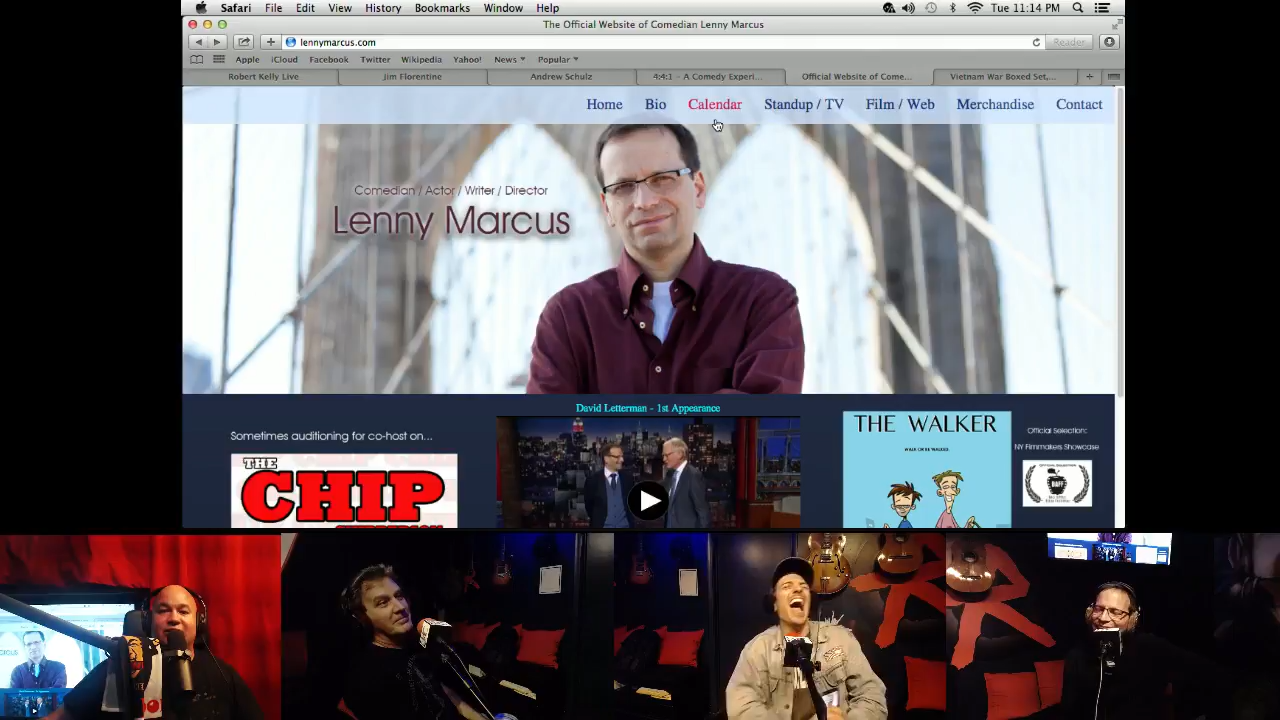 Safari File Edit View History Bookmarks Window Help Tue 11:14 PM
The Official Website of Comedian Lenny Marcus
lennymarcus.com Reader
Apple iCloud Facebook Twitter Wikipedia Yahoo! News Popular
Robert Kelly Live Jim Florentine Andrew Schulz 4:4:1 - A Comedy Experi... Official Website of Come... Vietnam War Boxed Set,...
Home Bio Calendar Standup / TV Film / Web Merchandise Contact
Comedian / Actor / Writer / Director
Lenny Marcus
David Letterman - 1st Appearance
Sometimes auditioning for co-host on...
THE
CHIP
THE WALKER
Official Selection:
NY Filmmakers Showcase